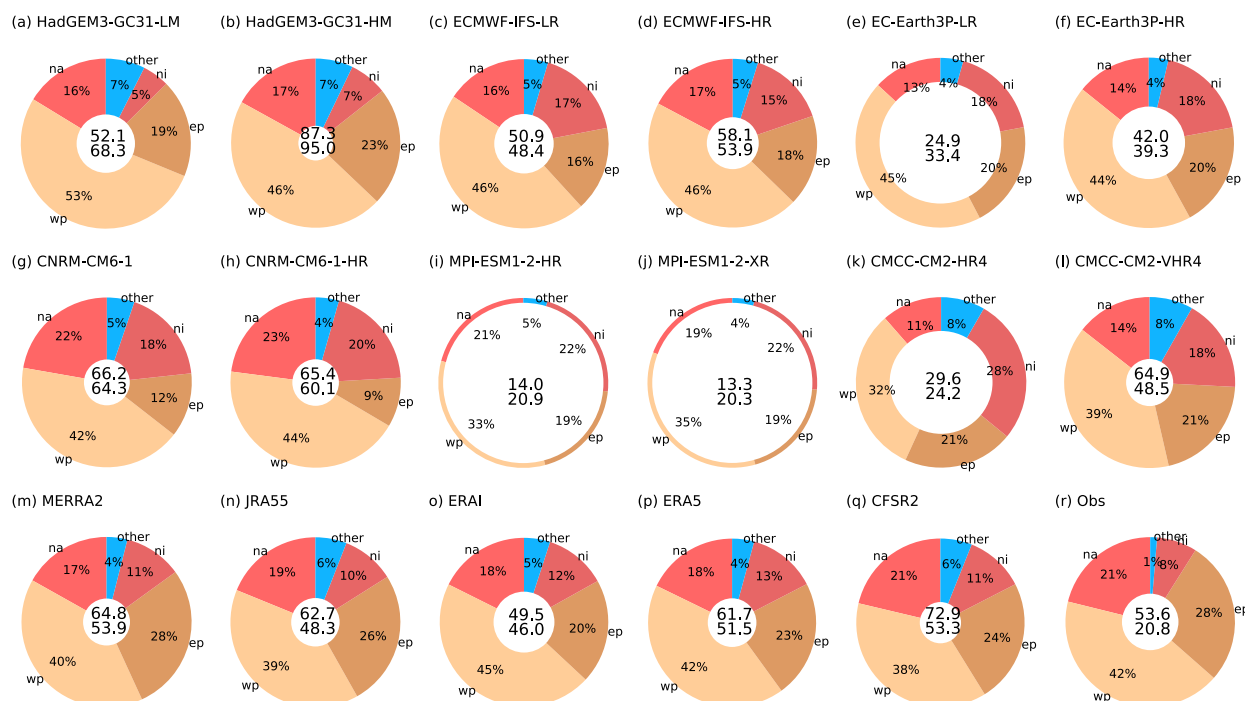 (a) HadGEM3-GC31-LM
(b) HadGEM3-GC31-HM
(c) ECMWF-IFS-LR
(d) ECMWF-IFS-HR
(e) EC-Earth3P-LR
(f) EC-Earth3P-HR
na
16%
other
7%
ni
5%
19%
ep
52.1
68.3
53%
wp
na
17%
other
7%
ni
7%
23%
ep
87.3
95.0
46%
wp
na
16%
other
5%
17%
ni
16%
ep
50.9
48.4
46%
wp
na
17%
other
5%
15%
ni
18%
ep
58.1
53.9
46%
wp
na
13%
other
4%
18%
ni
20%
ep
24.9
33.4
45%
wp
na
14%
other
4%
18%
ni
20%
ep
42.0
39.3
44%
wp
(g) CNRM-CM6-1
(h) CNRM-CM6-1-HR
(i) MPI-ESM1-2-HR
(j) MPI-ESM1-2-XR
(k) CMCC-CM2-HR4
(l) CMCC-CM2-VHR4
na
22%
other
5%
18%
ni
12%
ep
66.2
64.3
42%
wp
na
23%
other
4%
20%
ni
9%
ep
65.4
60.1
44%
wp
na
21%
other
5%
22%
ni
19%
ep
14.0
20.9
33%
wp
na
19%
other
4%
22%
ni
19%
ep
13.3
20.3
35%
wp
na
11%
other
8%
28%
ni
21%
ep
29.6
24.2
32%
wp
na
14%
other
8%
18%
ni
21%
ep
64.9
48.5
39%
wp
(m) MERRA2
(n) JRA55
(o) ERAI
(p) ERA5
(q) CFSR2
(r) Obs
na
17%
other
4%
11%
ni
28%
ep
64.8
53.9
40%
wp
na
19%
other
6%
10%
ni
26%
ep
62.7
48.3
39%
wp
na
18%
other
5%
12%
ni
20%
ep
49.5
46.0
45%
wp
na
18%
other
4%
13%
ni
23%
ep
61.7
51.5
42%
wp
na
21%
other
6%
11%
ni
24%
ep
72.9
53.3
38%
wp
na
21%
other
1%
8%
ni
28%
ep
53.6
20.8
42%
wp